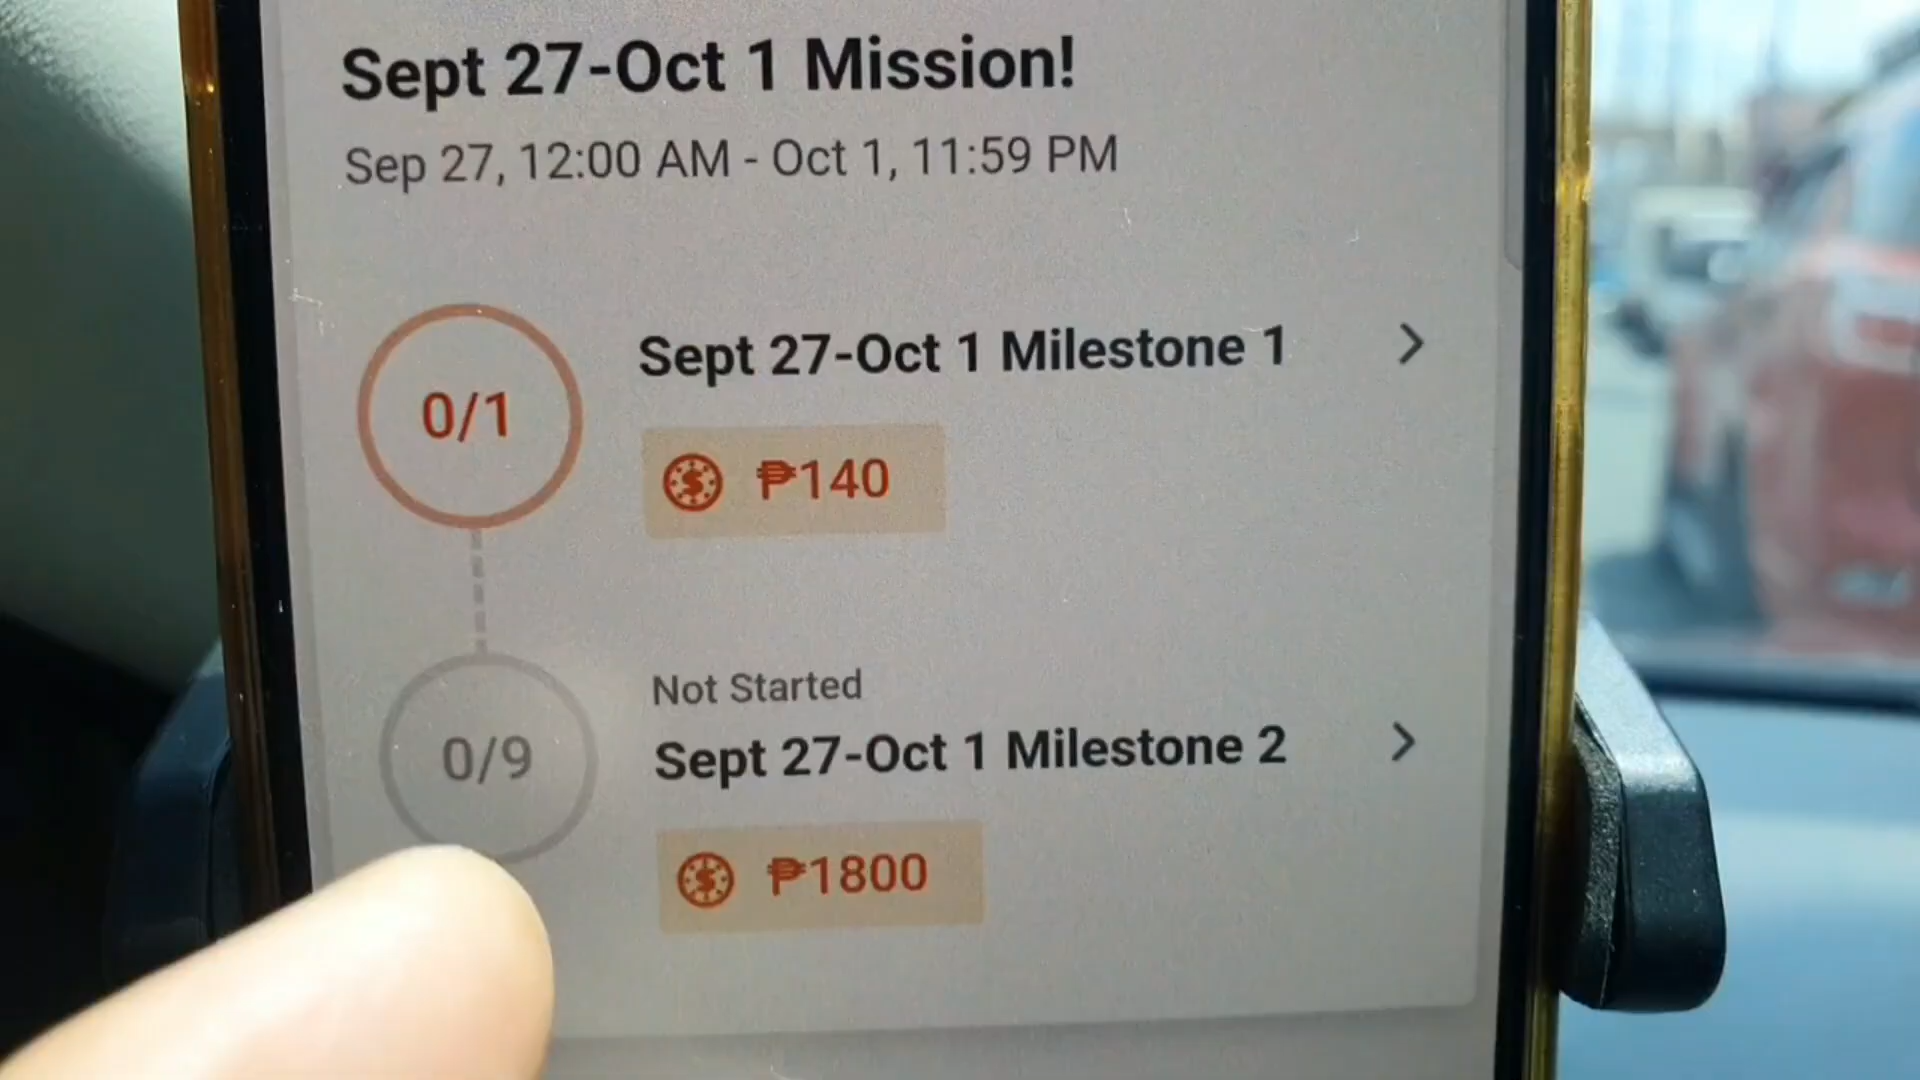 Sept 27-Oct 1 Mission!
Sep 27, 12:00 AM - Oct 1, 11:59 PM
0/1
Sept 27-Oct 1 Milestone 1
₱140
Not Started
0/9
Sept 27-Oct 1 Milestone 2
₱1800